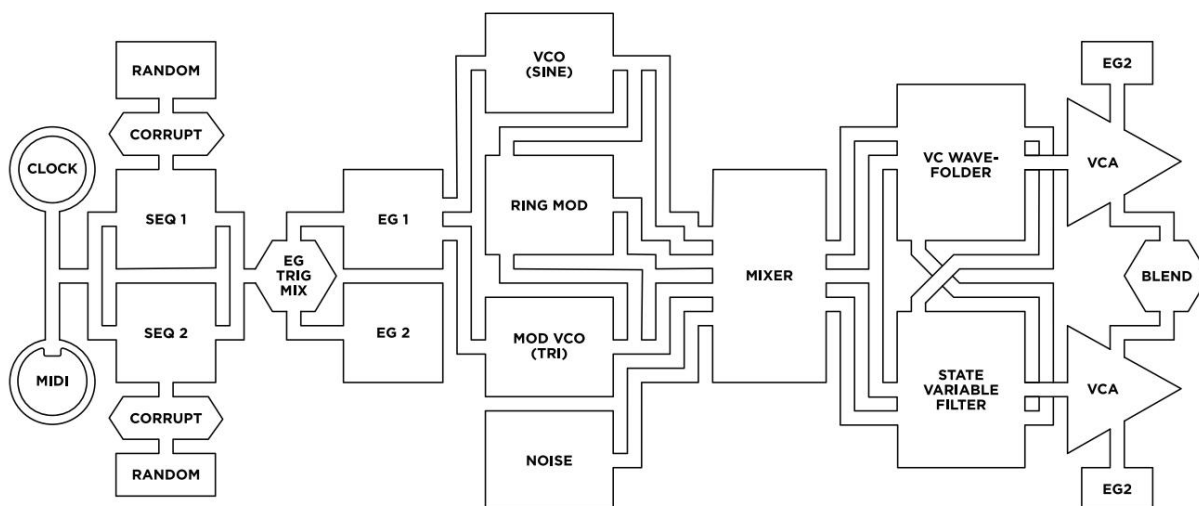 RANDOM
CORRUPT
CLOCK
SEQ 1
SEQ 2
MIDI
CORRUPT
RANDOM
EG
TRIG
MIX
EG 1
EG 2
VCO
(SINE)
RING MOD
MOD VCO
(TRI)
NOISE
MIXER
VC WAVE-
FOLDER
STATE
VARIABLE
FILTER
EG2
VCA
BLEND
VCA
EG2